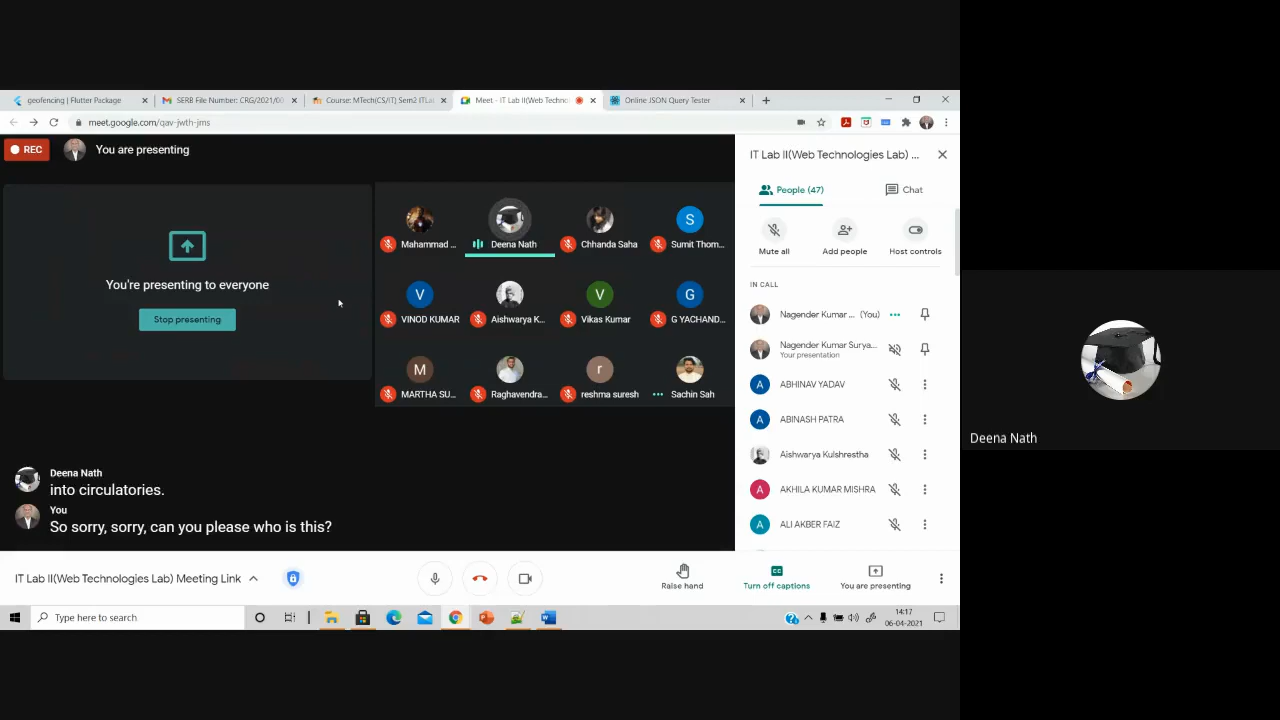 geofencing | Flutter Package
SERB File Number: CRG/2021/00
Course: MTech(CS/IT) Sem2 ITLa
Meet - IT Lab II(Web Techno
Online JSON Query Tester
meet.google.com/qav-jwth-jms
REC
You are presenting
IT Lab II(Web Technologies Lab) ...
People (47)
Chat
Mute all
Add people
Host controls
IN CALL
Nagender Kumar ... (You)
Nagender Kumar Surya...
Your presentation
ABHINAV YADAV
ABINASH PATRA
Aishwarya Kulshrestha
AKHILA KUMAR MISHRA
ALI AKBER FAIZ
You're presenting to everyone
Stop presenting
Mahammad ...
Deena Nath
Chhanda Saha
S
Sumit Thom...
V
VINOD KUMAR
Aishwarya K...
V
Vikas Kumar
G
G YACHAND...
M
MARTHA SU...
Raghavendra...
r
reshma suresh
Sachin Sah
A
A
A
A
Deena Nath
into circulatories.
You
So sorry, sorry, can you please who is this?
IT Lab II(Web Technologies Lab) Meeting Link
Raise hand
CC
Turn off captions
You are presenting
Type here to search
14:17
06-04-2021
Deena Nath